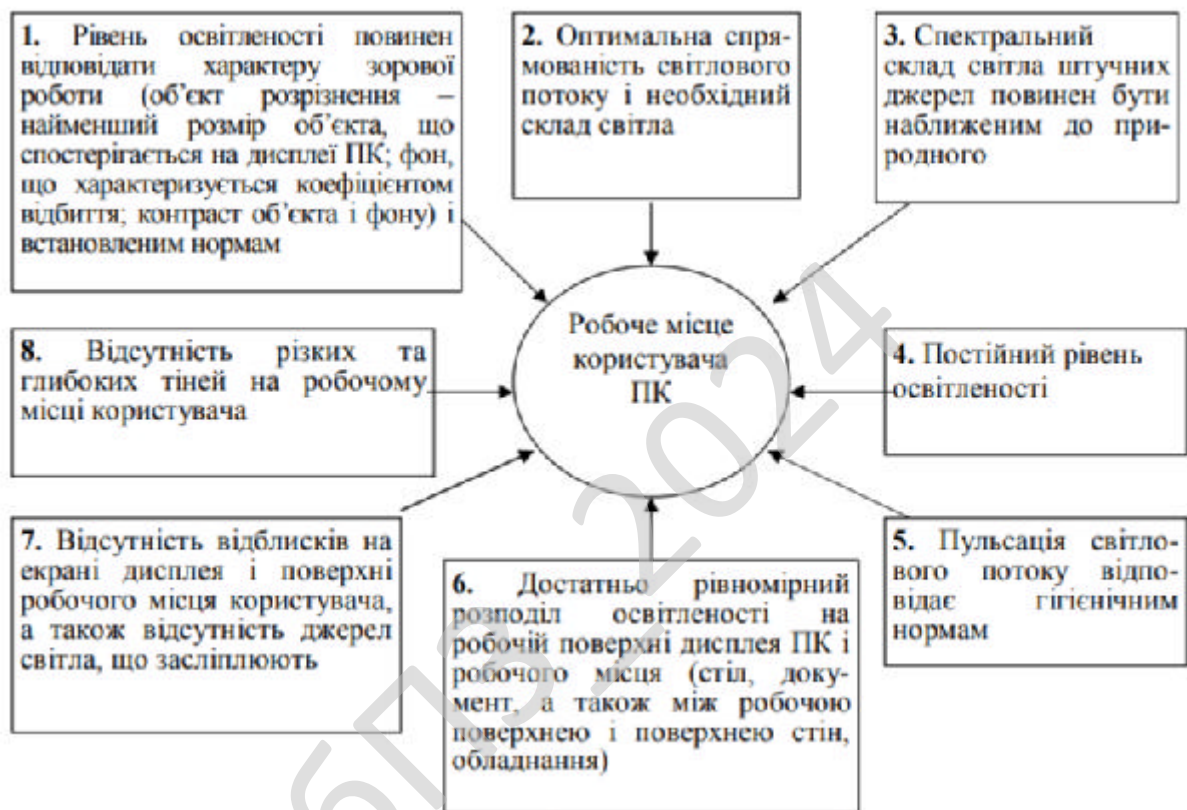 1. Рівень освітленості повинен
відповідати характеру зорової
роботи (об'єкт розрізнення –
найменший розмір об'єкта, що
спостерігається на дисплеї ПК; фон,
що характеризується коефіцієнтом
відбиття; контраст об'єкта і фону) і
встановленим нормам
2. Оптимальна спря-
мованість світлового
потоку і необхідний
склад світла
3. Спектральний
склад світла штучних
джерел повинен бути
наближеним до при-
родного
Робоче місце
користувача
ПК
8. Відсутність різких та
глибоких тіней на робочому
місці користувача
4. Постійний рівень
освітленості
7. Відсутність відблисків на
екрані дисплея і поверхні
робочого місця користувача,
а також відсутність джерел
світла, що засліплюють
6. Достатньо рівномірний
розподіл освітленості на
робочій поверхні дисплея ПК і
робочого місця (стіл, доку-
мент, а також між робочою
поверхнею і поверхнею стін,
обладнання)
5. Пульсація світло-
вого потоку відпо-
відає гігієнічним
нормам
бПЗ_2024